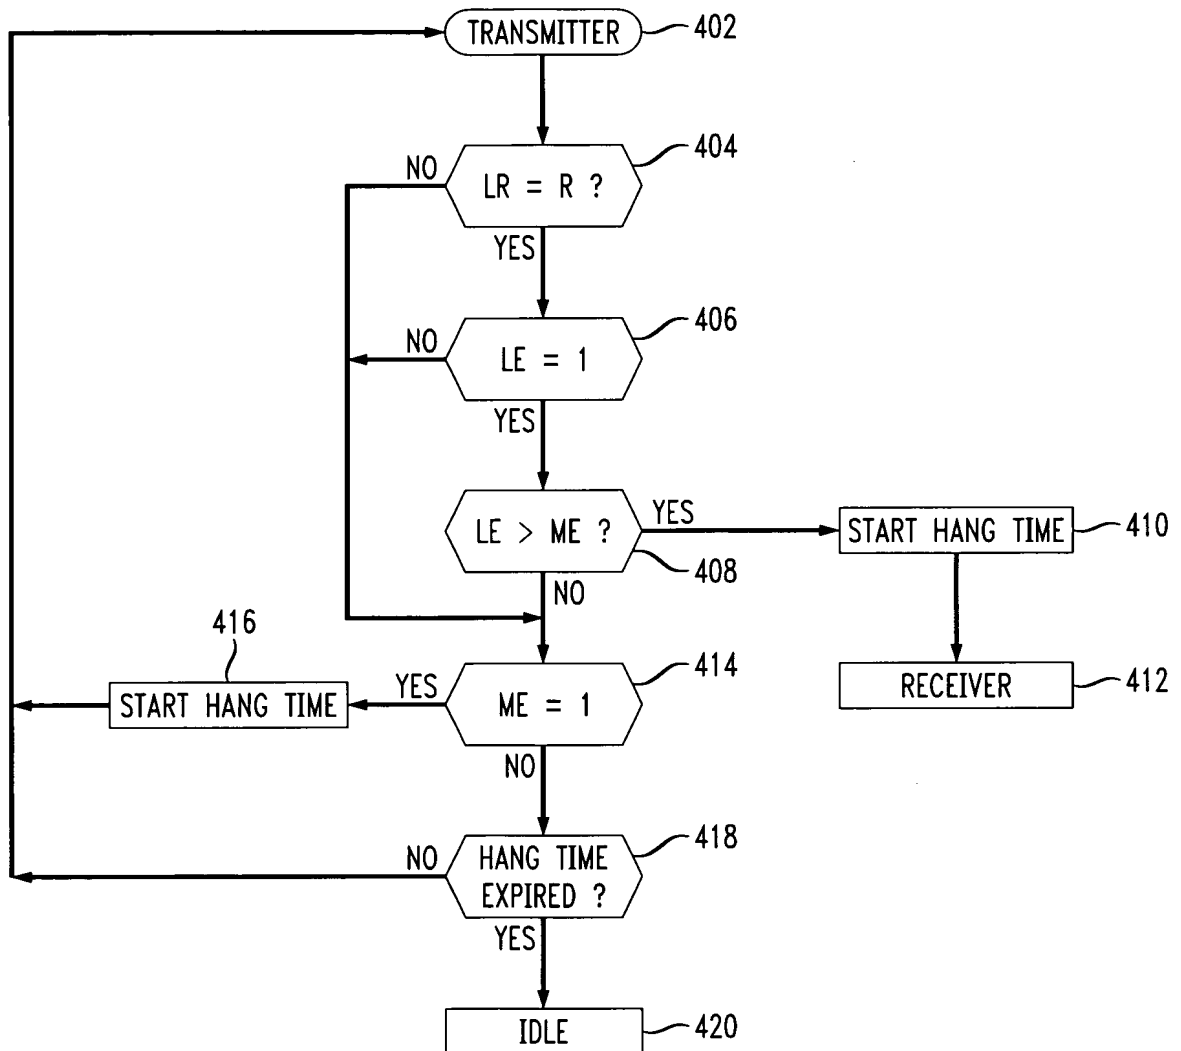 TRANSMITTER
402
404
NO
LR = R ?
YES
406
NO
LE = 1
YES
LE > ME ?
YES
408
NO
START HANG TIME
410
416
START HANG TIME
YES
414
ME = 1
NO
RECEIVER
412
418
NO
HANG TIME
EXPIRED ?
YES
IDLE
420